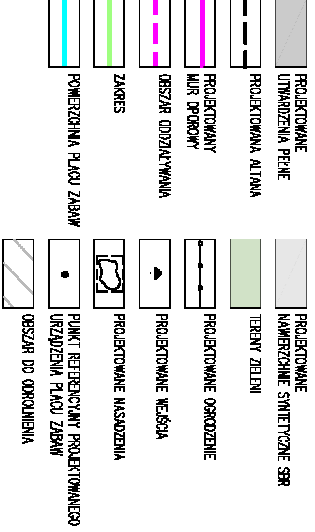 PROJEKTOWANE
UTWARDZENIA PEŁNE
PROJEKTOWANA ALTANA
PROJEKTOWANY
MUR OPOROWY
OBSZAR ODDZIAŁYWANIA
ZAKRES
POWIERZCHNIA PLACU ZABAW
PROJEKTOWANE
NAWIERZCHNIE SYNTETYCZNE SBR
TERENY ZIELENI
PROJEKTOWANE OGRODZENIE
PROJEKTOWANE WEJŚCIA
PROJEKTOWANE NASADZENIA
PUNKT REFERENCYJNY PROJEKTOWANEGO
URZĄDZENIA PLACU ZABAW
OBSZAR DO ODROLNIENIA